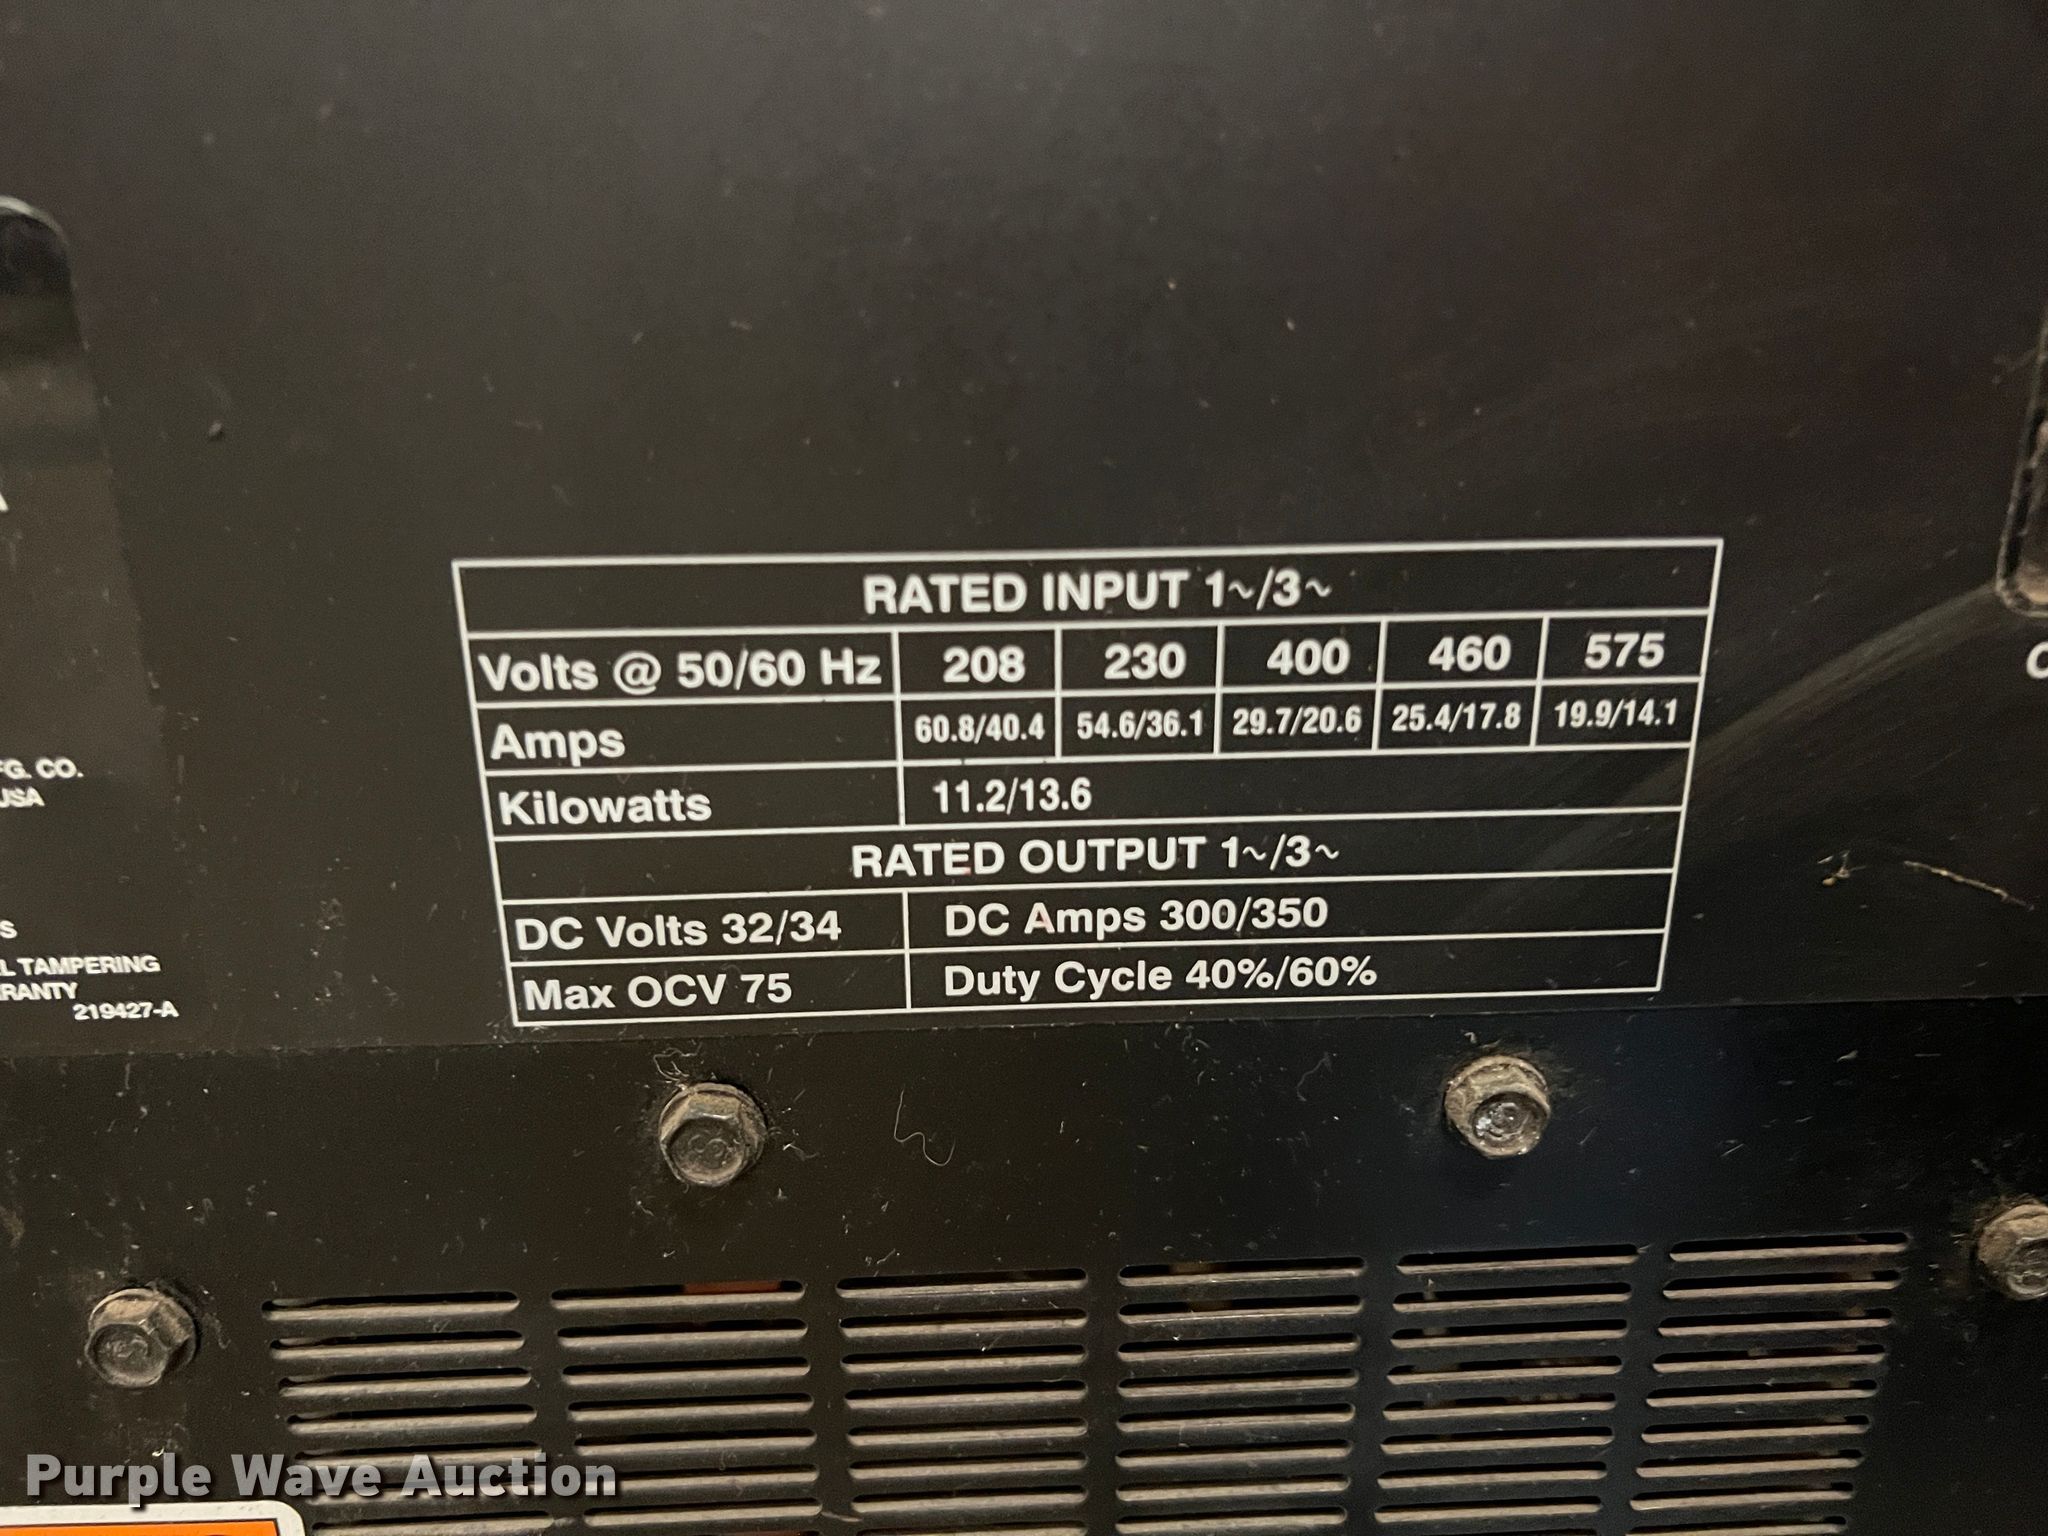 RATED INPUT 1~/3~
Volts @ 50/60 Hz 208 230 400 460 575
Amps 60.8/40.4 54.6/36.1 29.7/20.6 25.4/17.8 19.9/14.1
Kilowatts 11.2/13.6
RATED OUTPUT 1~/3~
DC Volts 32/34 DC Amps 300/350
Max OCV 75 Duty Cycle 40%/60%
CO.
USA
TAMPERING
219427-A
Purple Wave Auction